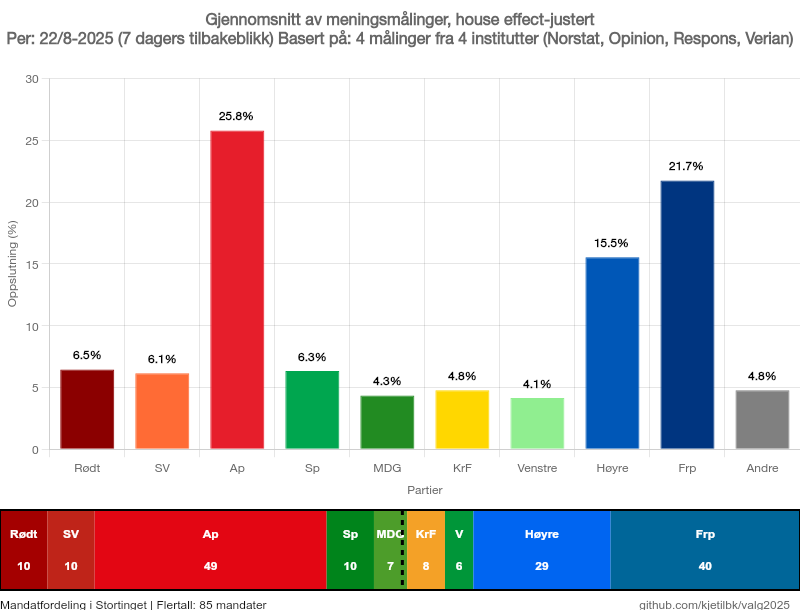 Gjennomsnitt av meningsmålinger, house effect-justert
Per: 22/8-2025 (7 dagers tilbakeblikk) Basert på: 4 målinger fra 4 institutter (Norstat, Opinion, Respons, Verian)
30
25
20
15
10
5
0
Oppslutning (%)
6.5%
6.1%
25.8%
6.3%
4.3%
4.8%
4.1%
15.5%
21.7%
4.8%
Rødt SV Ap Sp MDG KrF Venstre Høyre Frp Andre
Partier
Rødt SV Ap Sp MDG KrF V Høyre Frp
10 10 49 10 7 8 6 29 40
Mandatfordeling i Stortinget | Flertall: 85 mandater
github.com/kjetilbk/valg2025